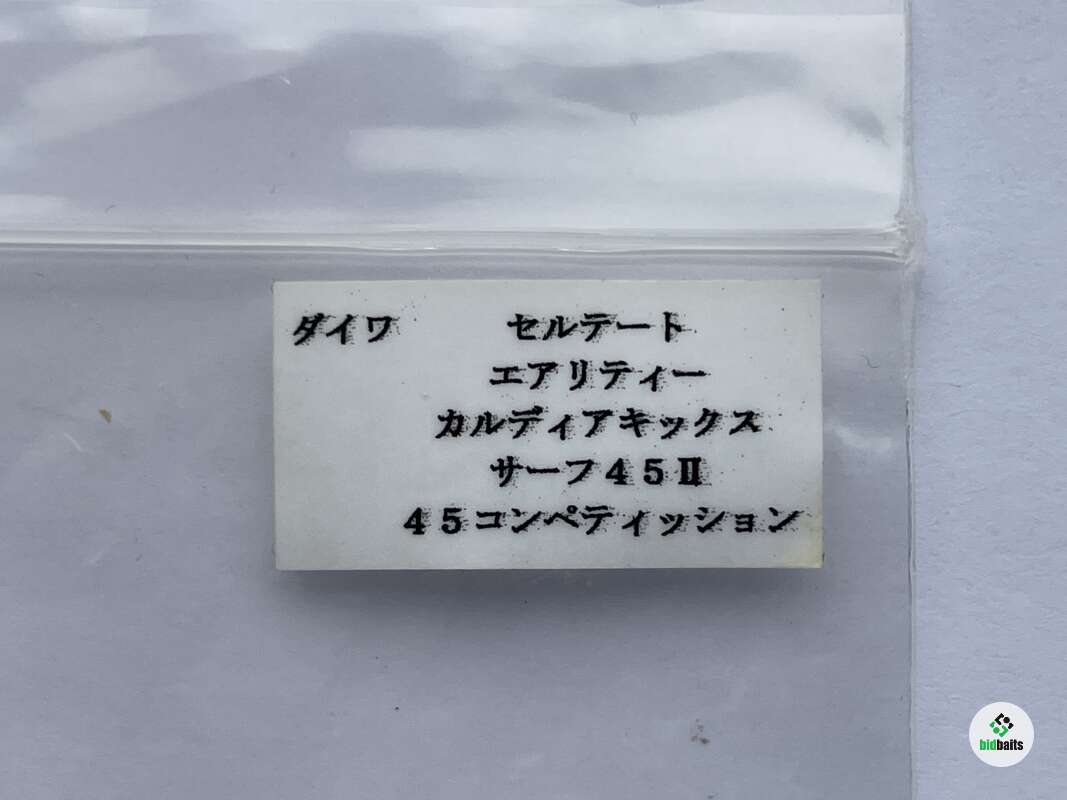 ダイワ　セルテート
エアリティー
カルディアキックス
サーフ４５Ⅱ
４５コンペティッション
bidbaits